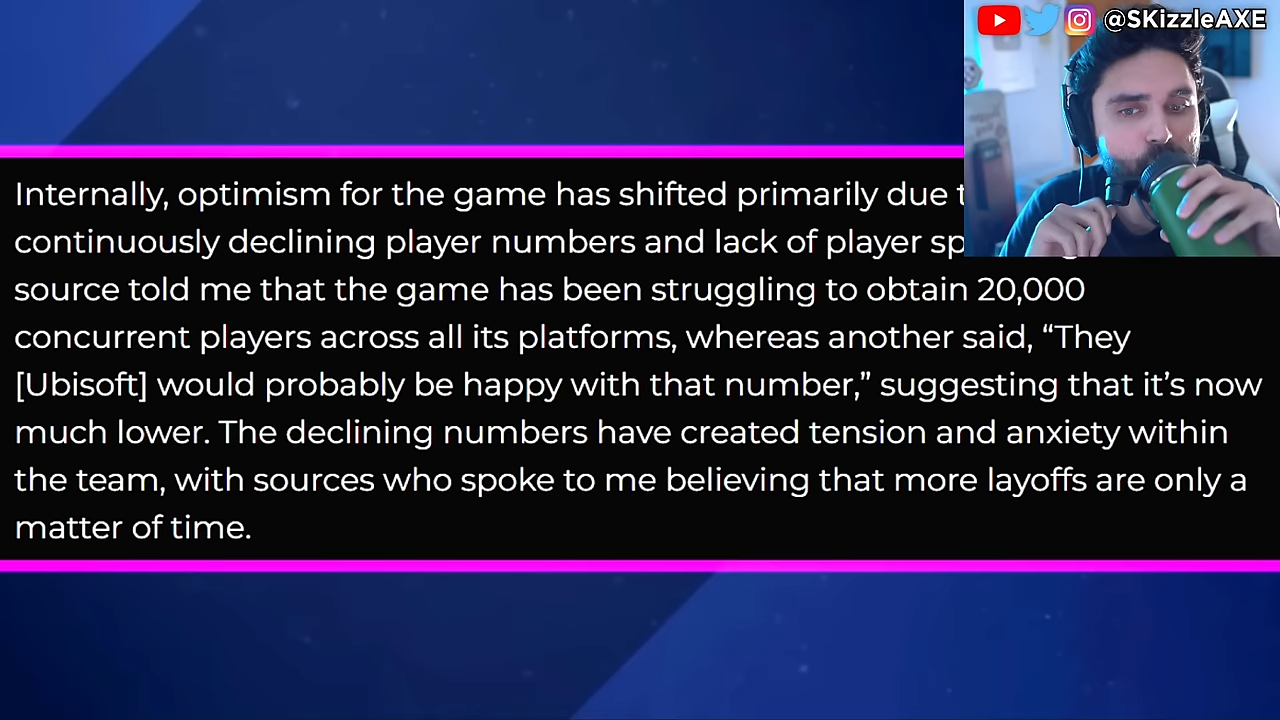 @SKizzleAXE
Internally, optimism for the game has shifted primarily due
continuously declining player numbers and lack of player
source told me that the game has been struggling to obtain 20,000
concurrent players across all its platforms, whereas another said, “They
[Ubisoft] would probably be happy with that number,” suggesting that it’s now
much lower. The declining numbers have created tension and anxiety within
the team, with sources who spoke to me believing that more layoffs are only a
matter of time.